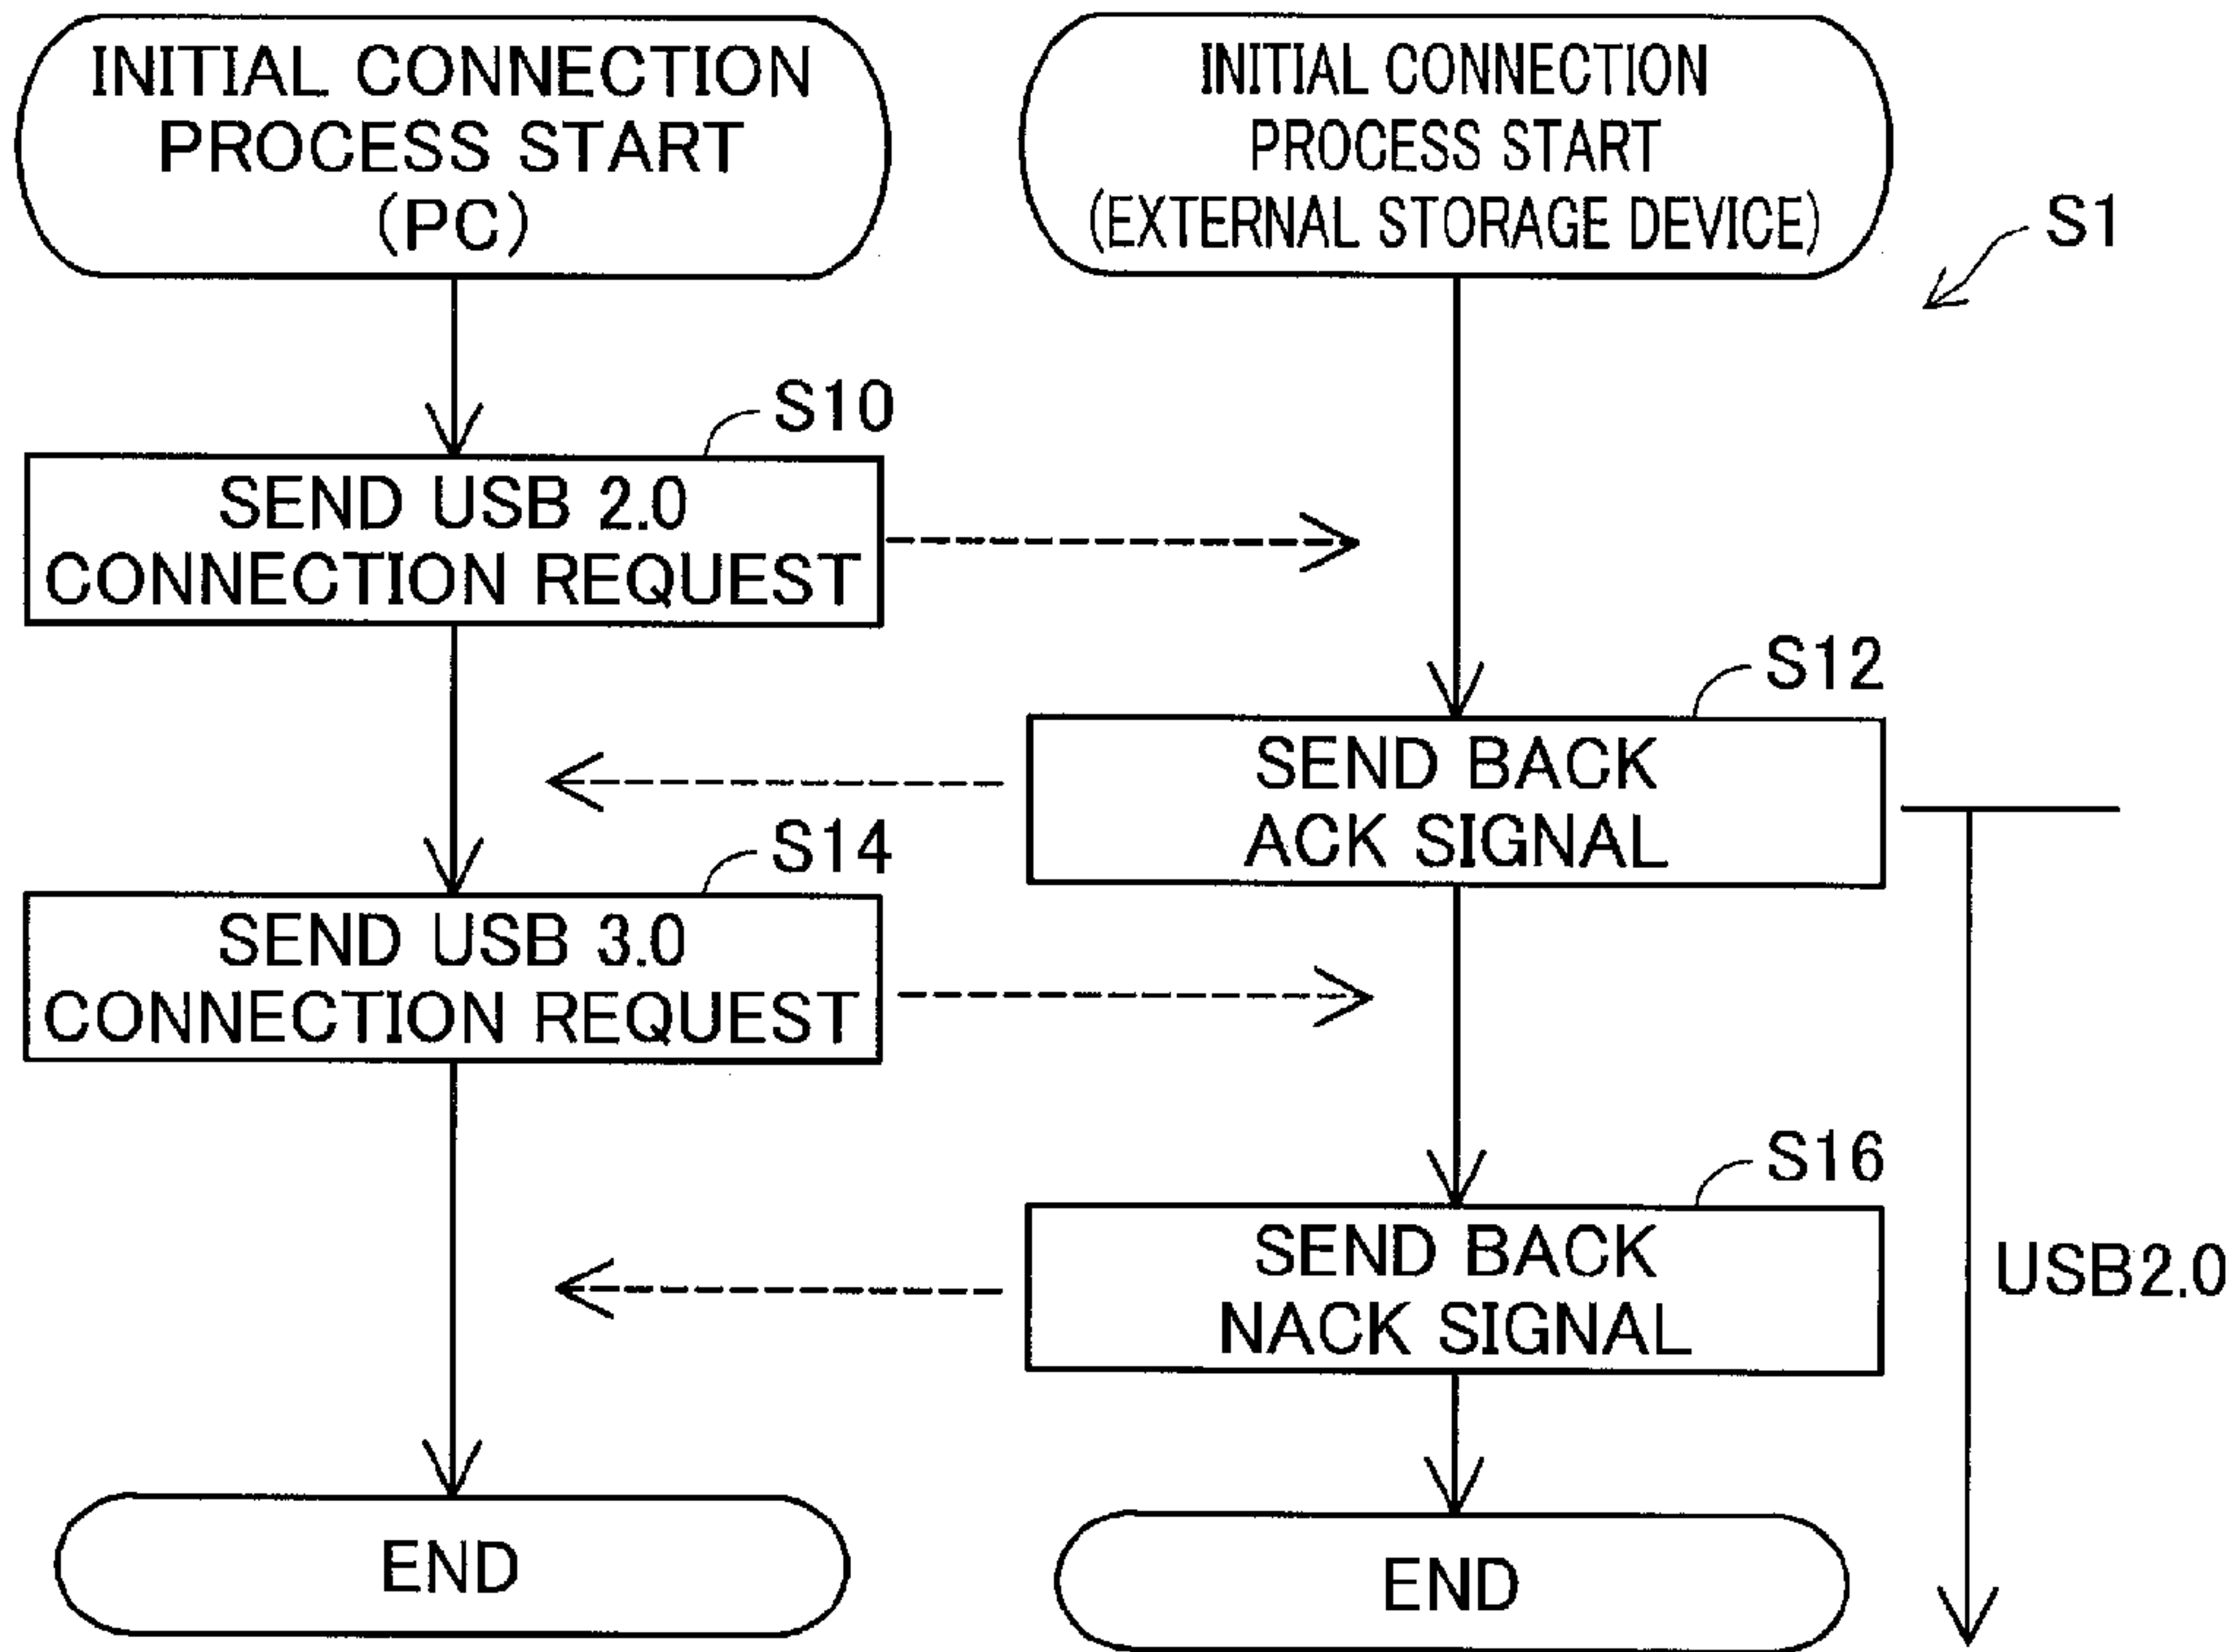 INITIAL CONNECTION
PROCESS START
(PC)
INITIAL CONNECTION
PROCESS START
(EXTERNAL STORAGE DEVICE)
S1
S10
SEND USB 2.0
CONNECTION REQUEST
S12
SEND BACK
ACK SIGNAL
S14
SEND USB 3.0
CONNECTION REQUEST
S16
SEND BACK
NACK SIGNAL
USB2.0
END
END